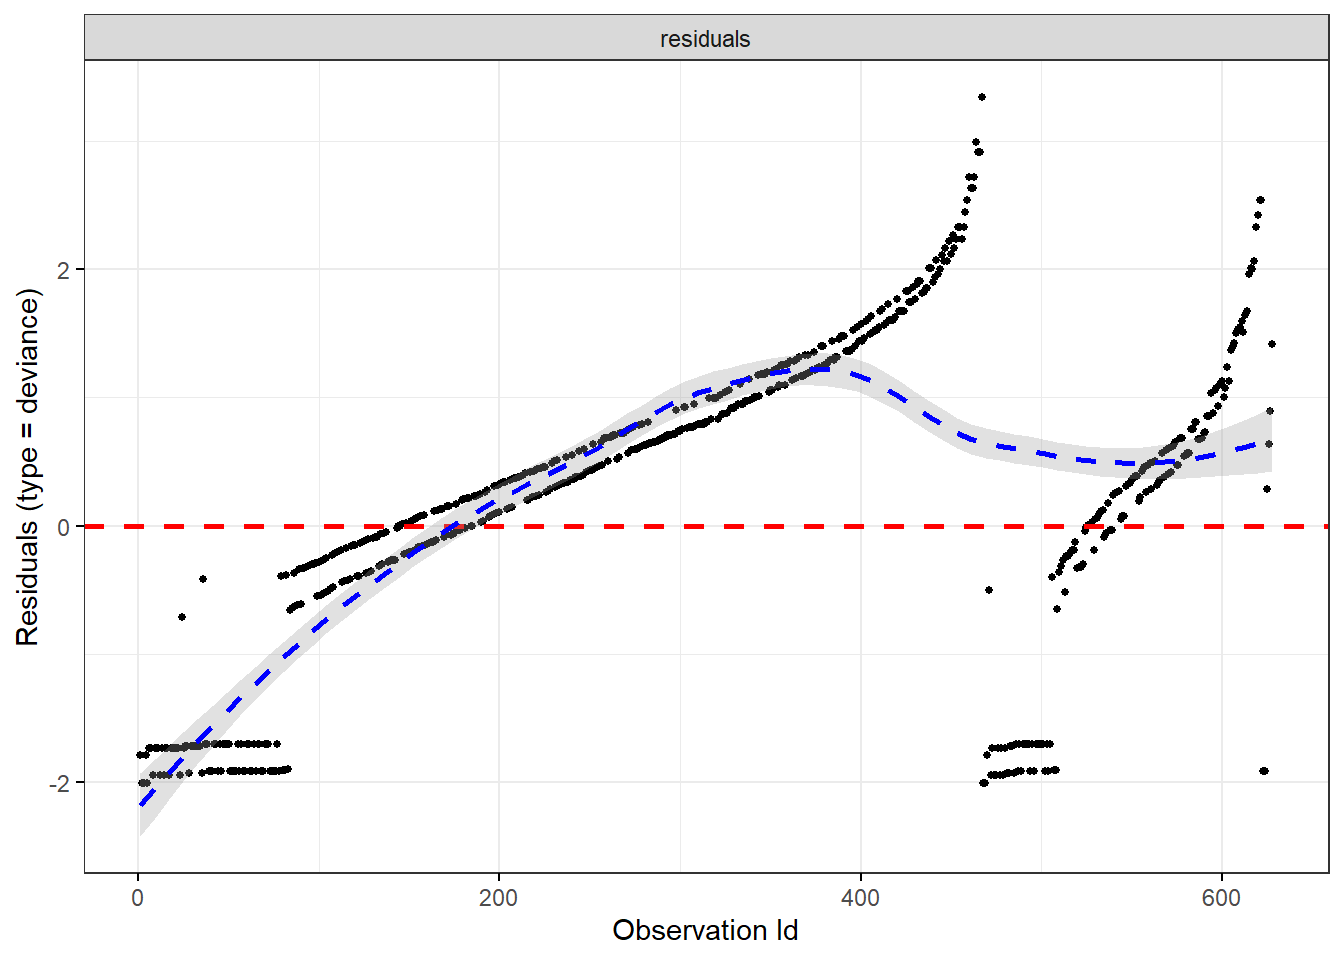 residuals
Residuals (type = deviance)
2
0
-2
0
200
400
600
Observation Id